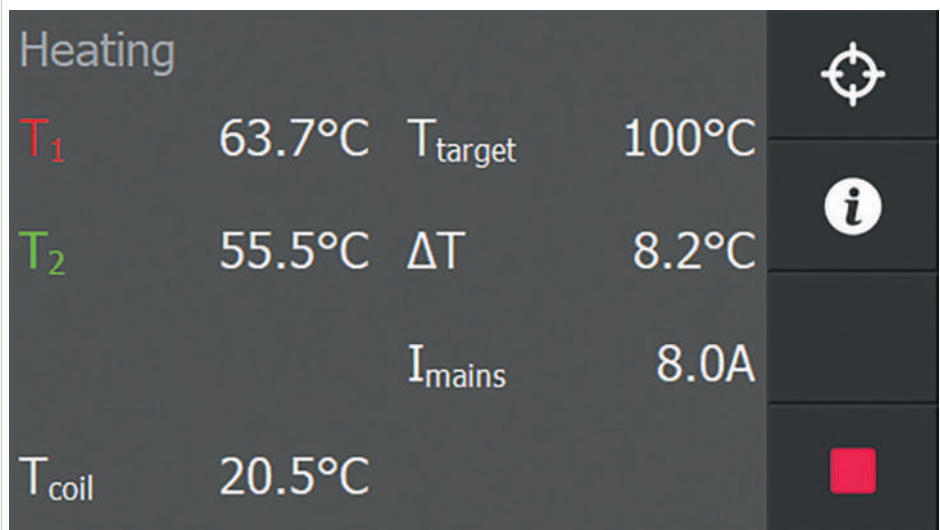 Heating
T1 63.7°C Ttarget 100°C
T2 55.5°C ΔT 8.2°C
Imains 8.0A
Tcoil 20.5°C
i